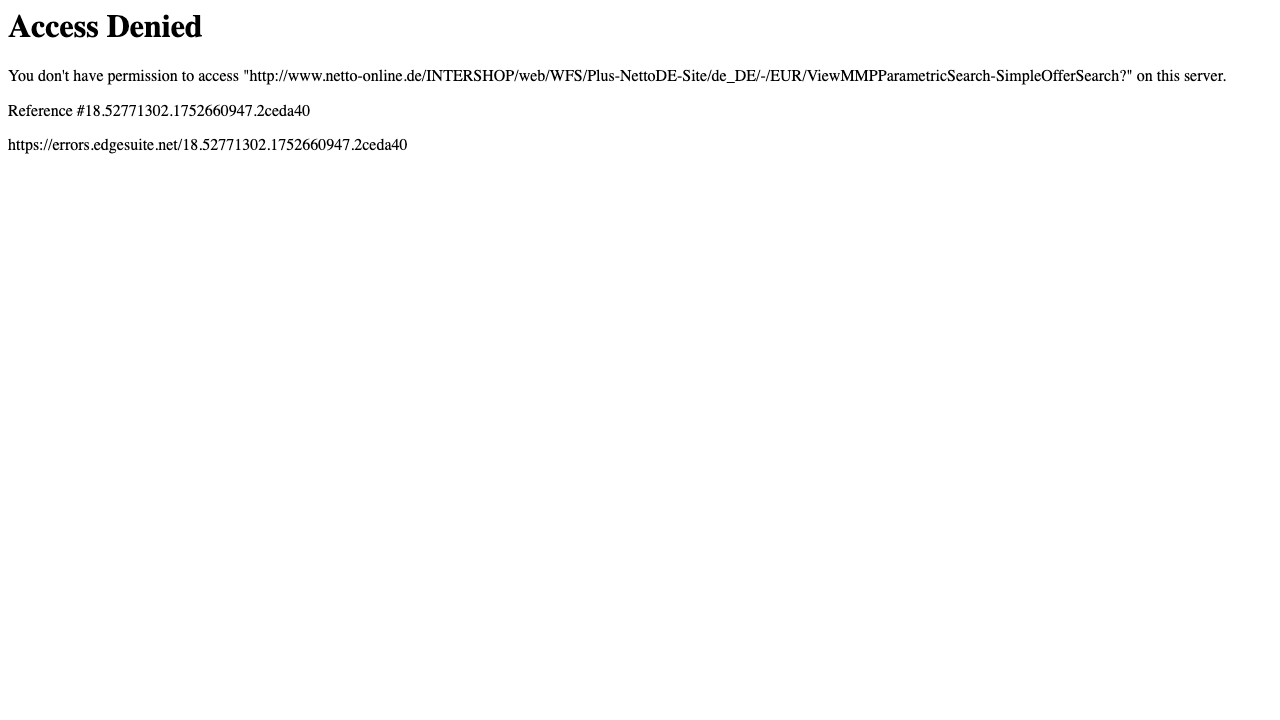 Access Denied
You don't have permission to access "http://www.netto-online.de/INTERSHOP/web/WFS/Plus-NettoDE-Site/de_DE/-/EUR/ViewMMPParametricSearch-SimpleOfferSearch?" on this server.
Reference #18.52771302.1752660947.2ceda40
https://errors.edgesuite.net/18.52771302.1752660947.2ceda40